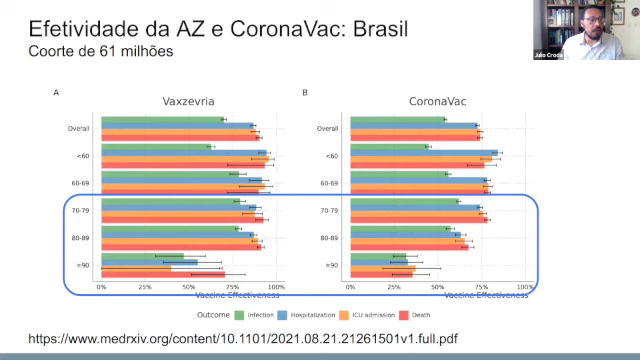 Efetividade da AZ e CoronaVac: Brasil
Coorte de 61 milhões
Julio Croda
A
Vaxzevria
B
CoronaVac
Overall
<60
60-69
70-79
80-89
≥90
0%
25%
50%
75%
100%
Vaccine Effectiveness
Overall
<60
60-69
70-79
80-89
≥90
0%
25%
50%
75%
100%
Vaccine Effectiveness
Outcome Infection Hospitalization ICU admission Death
https://www.medrxiv.org/content/10.1101/2021.08.21.21261501v1.full.pdf